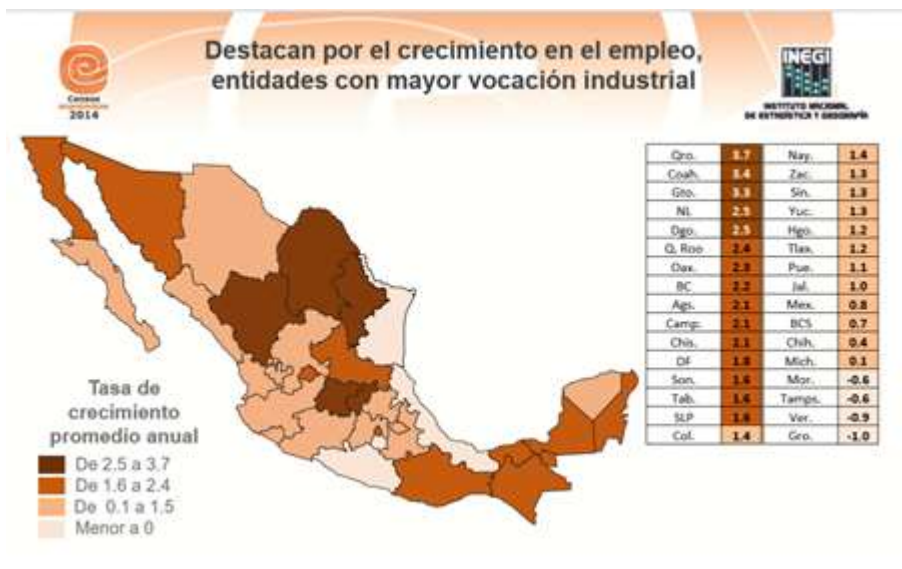 Destacan por el crecimiento en el empleo,
entidades con mayor vocación industrial
Censos
económicos
2014
INEGI
INSTITUTO NACIONAL
DE ESTADÍSTICA Y GEOGRAFÍA
Qro. 3.7 Nay. 1.4
Coah. 3.4 Zac. 1.3
Gto. 3.3 Sin. 1.3
NL 2.5 Yuc. 1.3
Dgo. 2.5 Hgo. 1.2
Q. Roo 2.4 Tlax. 1.2
Oax. 2.3 Pue. 1.1
BC 2.2 Jal. 1.0
Ags. 2.1 Mex. 0.8
Camp. 2.1 BCS 0.7
Chis. 2.1 Chih. 0.4
DF 1.8 Mich. 0.1
Son. 1.6 Mor. -0.6
Tab. 1.6 Tamps. -0.6
SLP 1.6 Ver. -0.9
Col. 1.4 Gro. -1.0
Tasa de
crecimiento
promedio anual
De 2.5 a 3.7
De 1.6 a 2.4
De 0.1 a 1.5
Menor a 0